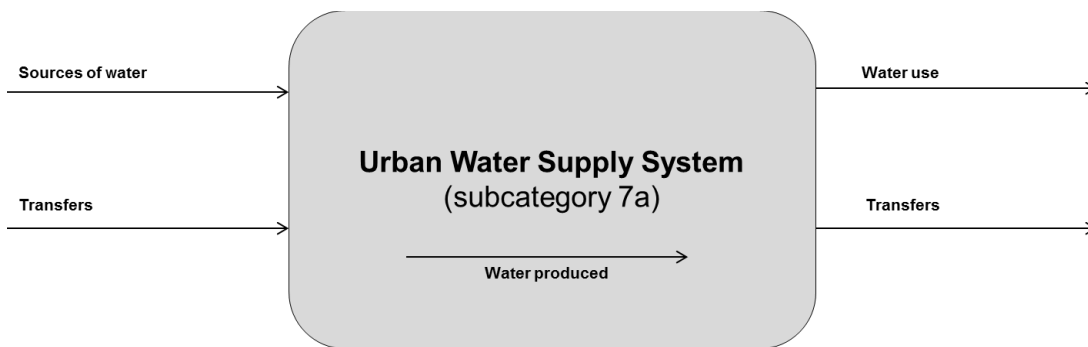 Sources of water
Water use
Urban Water Supply System
(subcategory 7a)
Transfers
Transfers
Water produced